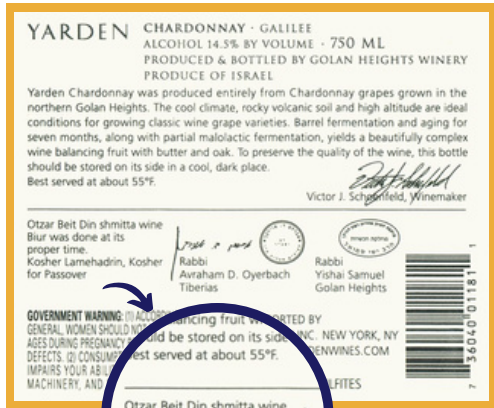 YARDEN
CHARDONNAY · GALILEE
ALCOHOL 14.5% BY VOLUME · 750 ML
PRODUCED & BOTTLED BY GOLAN HEIGHTS WINERY
PRODUCE OF ISRAEL
Yarden Chardonnay was produced entirely from Chardonnay grapes grown in the
northern Golan Heights. The cool climate, rocky volcanic soil and high altitude are ideal
conditions for growing classic wine grape varieties. Barrel fermentation and aging for
seven months, along with partial malolactic fermentation, yields a beautifully complex
wine balancing fruit with butter and oak. To preserve the quality of the wine, this bottle
should be stored on its side in a cool, dark place.
Best served at about 55°F.
Victor J. Schoenfeld, Winemaker
Otzar Beit Din shmitta wine
Biur was done at its
proper time.
Kosher Lamehadrin, Kosher
for Passover
Rabbi
Avraham D. Oyerbach
Tiberias
Rabbi
Yishai Samuel
Golan Heights
GOVERNMENT WARNING: (1) ACCORD
GENERAL, WOMEN SHOULD NO
AGES DURING PREGNANCY
DEFECTS. (2) CONSUMP
IMPAIRS YOUR ABIL
MACHINERY, AND
ancing fruit w
uld be stored on its side
est served at about 55°F.
Otzar Beit Din shmitta wine
ORTED BY
INC. NEW YORK, NY
DENWINES.COM
LFITES
7 36040 01181 1